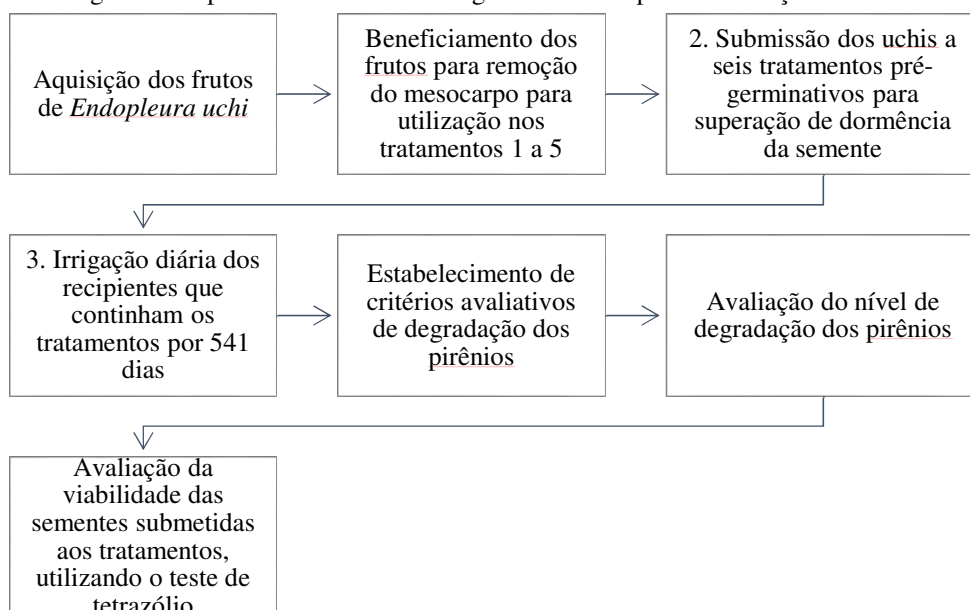 Aquisição dos frutos
de Endopleura uchi
Beneficiamento dos
frutos para remoção
do mesocarpo para
utilização nos
tratamentos 1 a 5
2. Submissão dos uchis a
seis tratamentos pré-
germinativos para
superação de dormência
da semente
3. Irrigação diária dos
recipientes que
continham os
tratamentos por 541
dias
Estabelecimento de
critérios avaliativos
de degradação dos
pirênios
Avaliação do nível de
degradação dos pirênios
Avaliação da
viabilidade das
sementes submetidas
aos tratamentos,
utilizando o teste de
tetrazólio